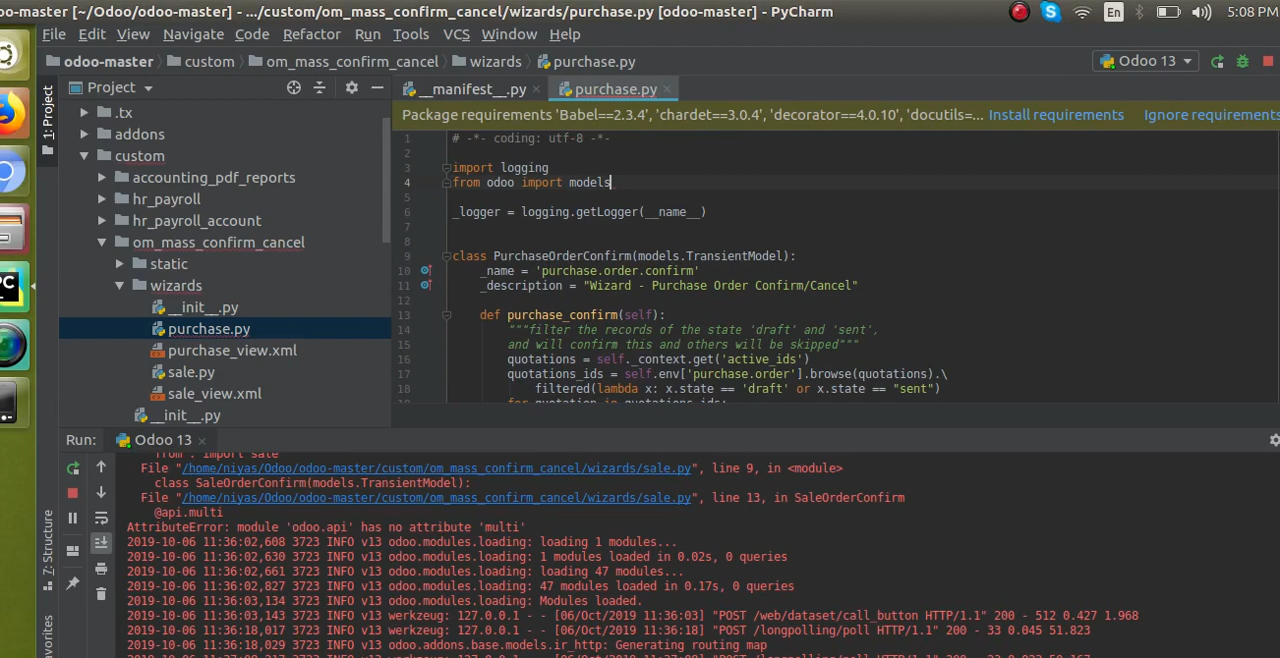 oo-master [~/Odoo/odoo-master] - .../custom/om_mass_confirm_cancel/wizards/purchase.py [odoo-master] - PyCharm
En
5:08 PM
File Edit View Navigate Code Refactor Run Tools VCS Window Help
odoo-master custom om_mass_confirm_cancel wizards purchase.py
Odoo 13
Project
__manifest__.py ×
purchase.py ×
1: Project
.tx
addons
custom
accounting_pdf_reports
hr_payroll
hr_payroll_account
om_mass_confirm_cancel
static
wizards
__init__.py
purchase.py
purchase_view.xml
sale.py
sale_view.xml
__init__.py
Package requirements 'Babel==2.3.4', 'chardet==3.0.4', 'decorator==4.0.10', 'docutils=... Install requirements Ignore requirements
1 # -*- coding: utf-8 -*-
2
3 import logging
4 from odoo import models
5
6 _logger = logging.getLogger(__name__)
7
8
9 class PurchaseOrderConfirm(models.TransientModel):
10 _name = 'purchase.order.confirm'
11 _description = "Wizard - Purchase Order Confirm/Cancel"
12
13 def purchase_confirm(self):
14 """filter the records of the state 'draft' and 'sent',
15 and will confirm this and others will be skipped"""
16 quotations = self._context.get('active_ids')
17 quotations_ids = self.env['purchase.order'].browse(quotations).\
18 filtered(lambda x: x.state == 'draft' or x.state == "sent")
for quotation in quotations_ids:
Run: Odoo 13 ×
PC
7: Structure
avorites
from . import sale
File "/home/niyas/Odoo/odoo-master/custom/om_mass_confirm_cancel/wizards/sale.py", line 9, in <module>
class SaleOrderConfirm(models.TransientModel):
File "/home/niyas/Odoo/odoo-master/custom/om_mass_confirm_cancel/wizards/sale.py", line 13, in SaleOrderConfirm
@api.multi
AttributeError: module 'odoo.api' has no attribute 'multi'
2019-10-06 11:36:02,608 3723 INFO v13 odoo.modules.loading: loading 1 modules...
2019-10-06 11:36:02,630 3723 INFO v13 odoo.modules.loading: 1 modules loaded in 0.02s, 0 queries
2019-10-06 11:36:02,661 3723 INFO v13 odoo.modules.loading: loading 47 modules...
2019-10-06 11:36:02,827 3723 INFO v13 odoo.modules.loading: 47 modules loaded in 0.17s, 0 queries
2019-10-06 11:36:03,134 3723 INFO v13 odoo.modules.loading: Modules loaded.
2019-10-06 11:36:03,143 3723 INFO v13 werkzeug: 127.0.0.1 - - [06/Oct/2019 11:36:03] "POST /web/dataset/call_button HTTP/1.1" 200 - 512 0.427 1.968
2019-10-06 11:36:18,017 3723 INFO v13 werkzeug: 127.0.0.1 - - [06/Oct/2019 11:36:18] "POST /longpolling/poll HTTP/1.1" 200 - 33 0.045 51.823
2019-10-06 11:36:18,029 3723 INFO v13 odoo.addons.base.models.ir_http: Generating routing map